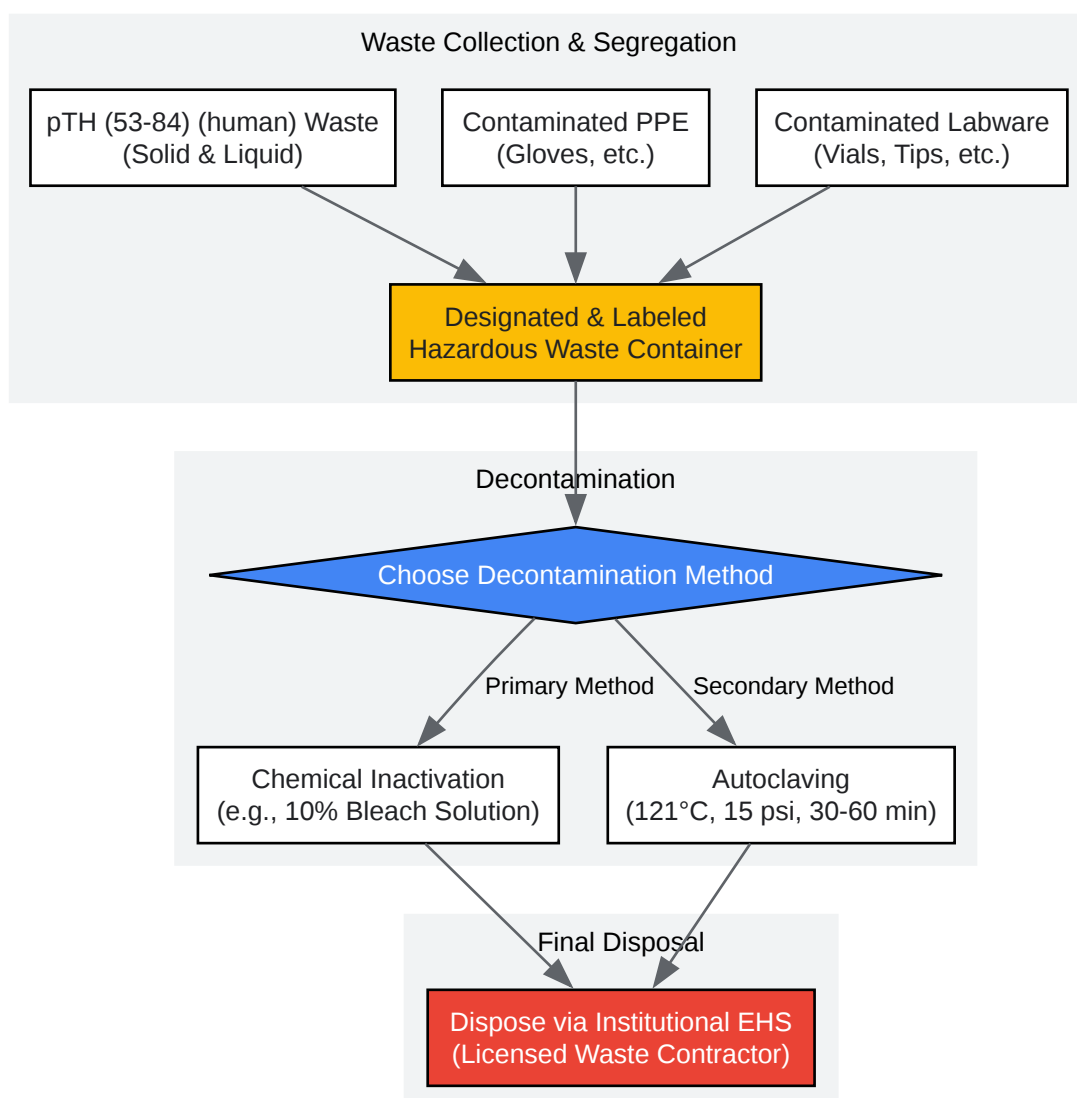 Waste Collection & Segregation
pTH (53-84) (human) Waste
(Solid & Liquid)
Contaminated PPE
(Gloves, etc.)
Contaminated Labware
(Vials, Tips, etc.)
Designated & Labeled
Hazardous Waste Container
Decontamination
Choose Decontamination Method
Primary Method
Secondary Method
Chemical Inactivation
(e.g., 10% Bleach Solution)
Autoclaving
(121°C, 15 psi, 30-60 min)
Final Disposal
Dispose via Institutional EHS
(Licensed Waste Contractor)